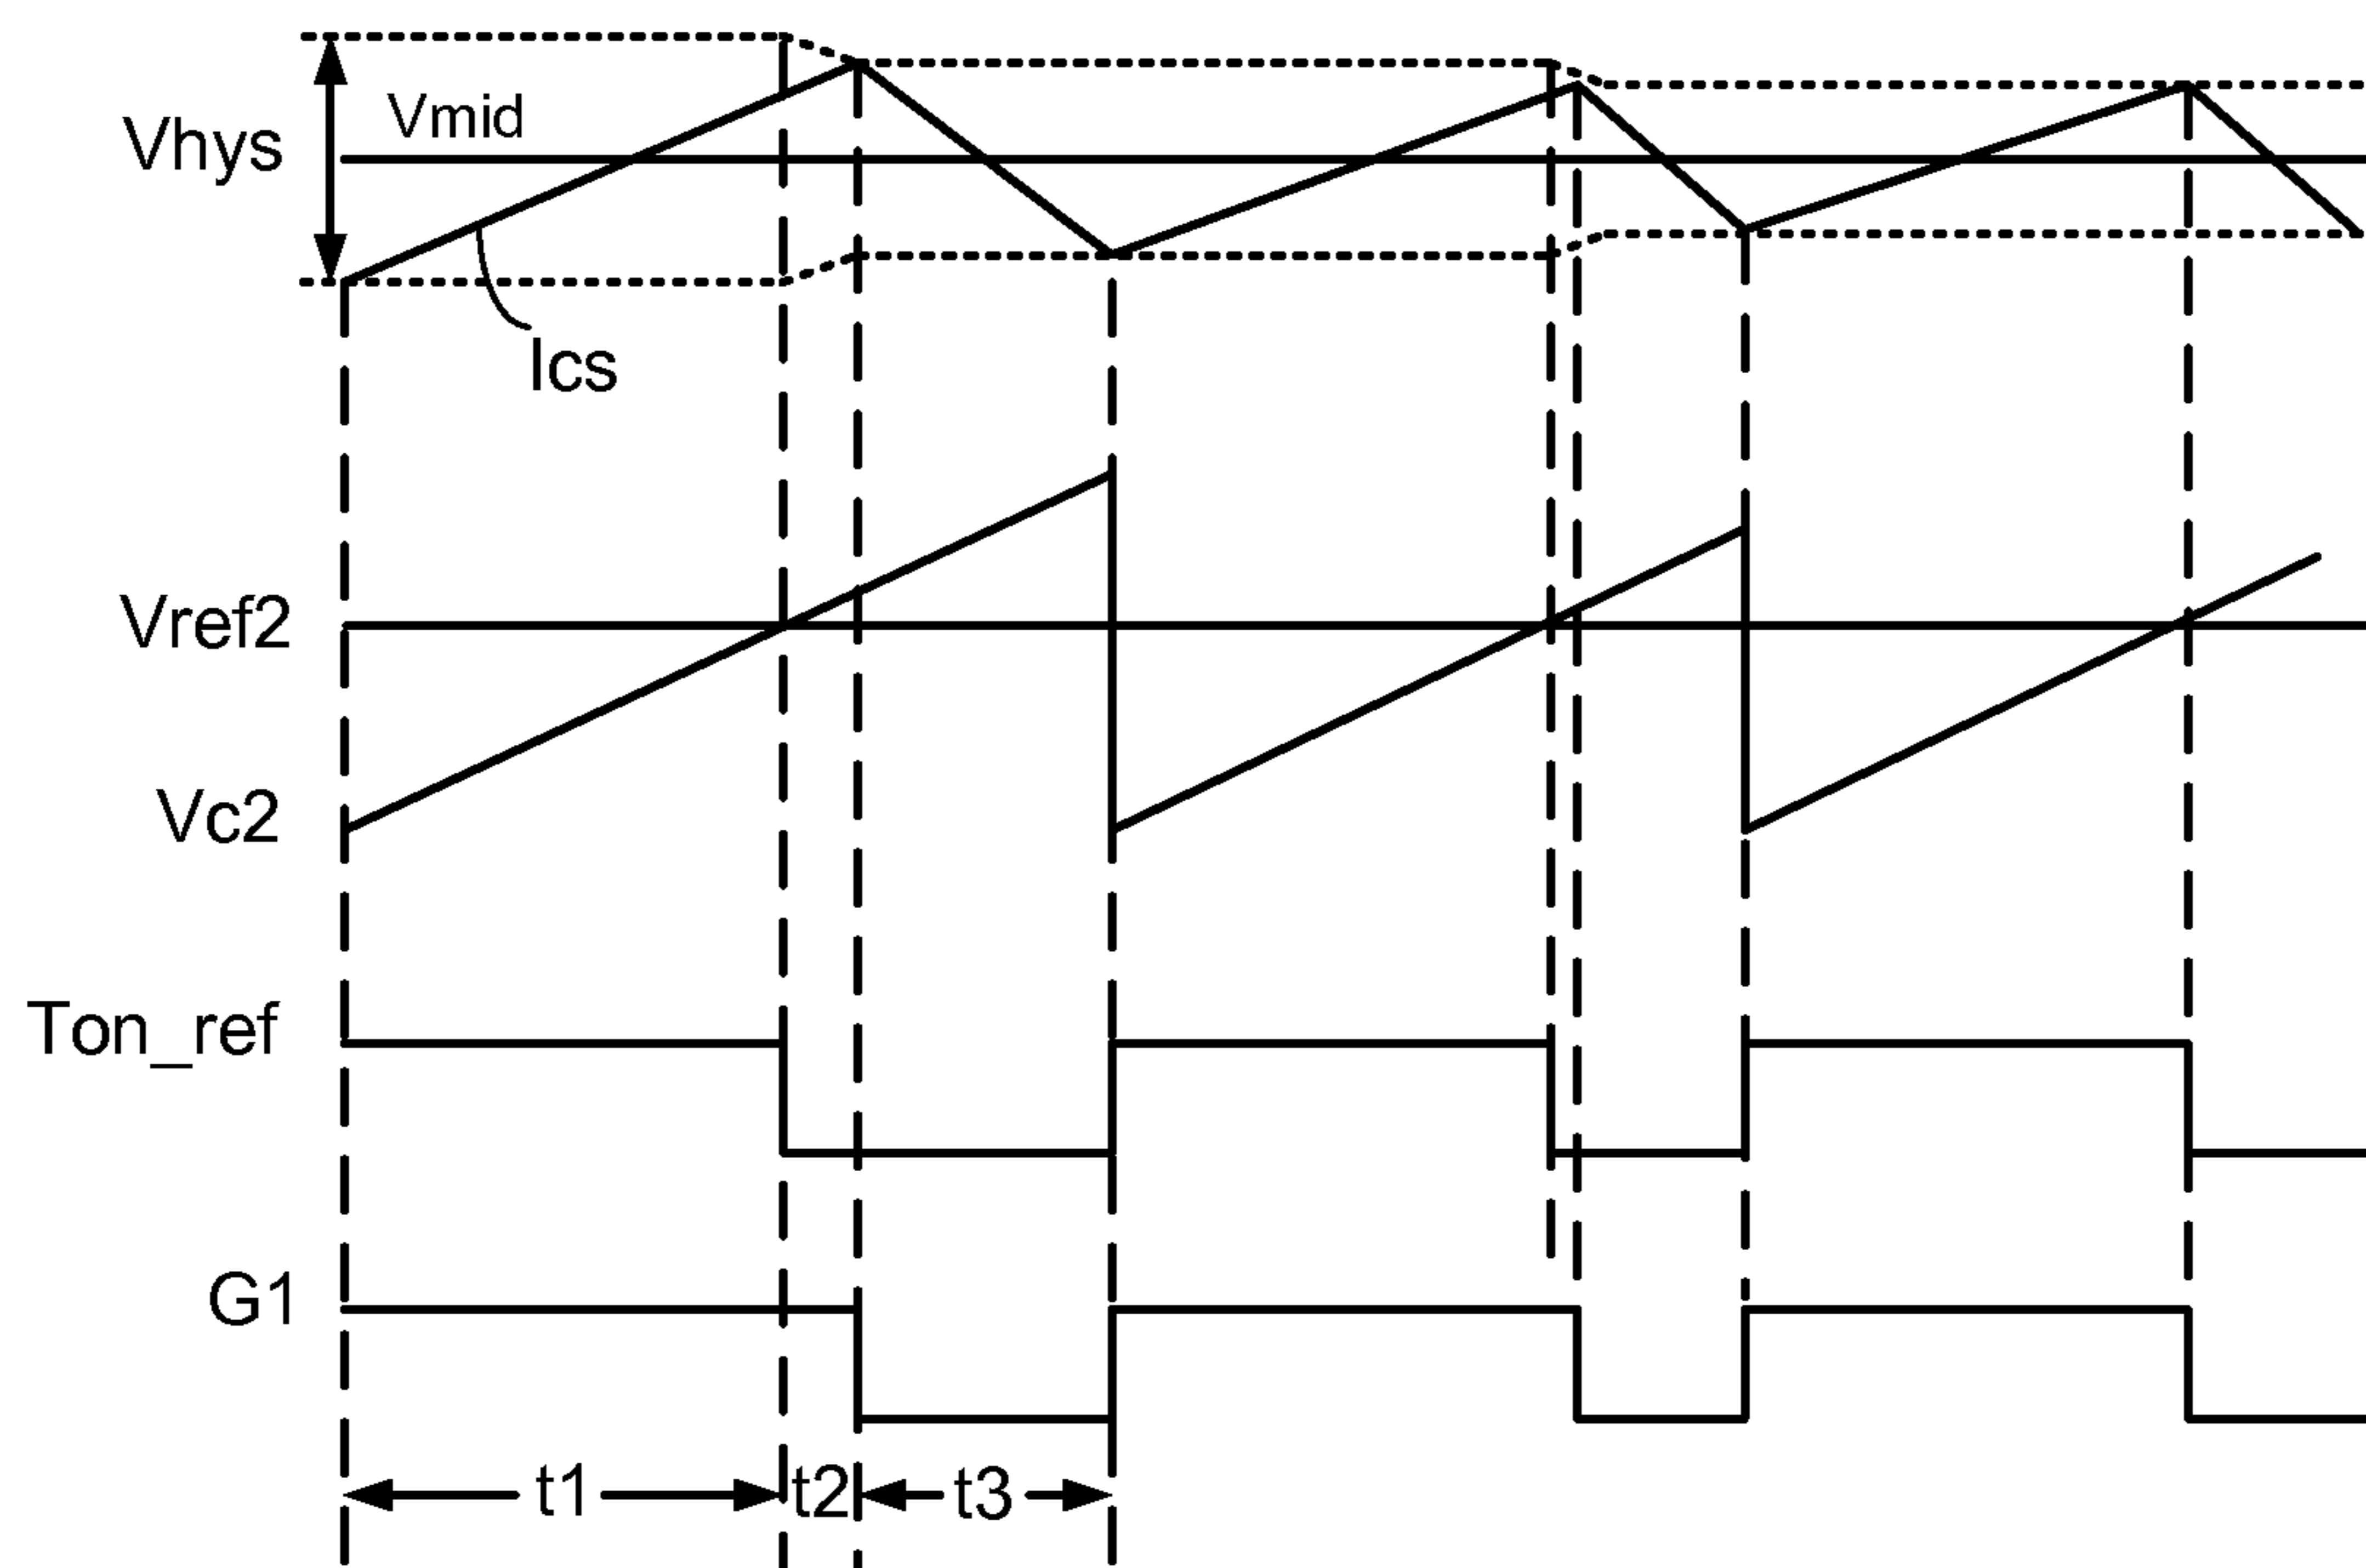 Vmid
Vhys
Ics
Vref2
Vc2
Ton_ref
G1
t1
t2
t3